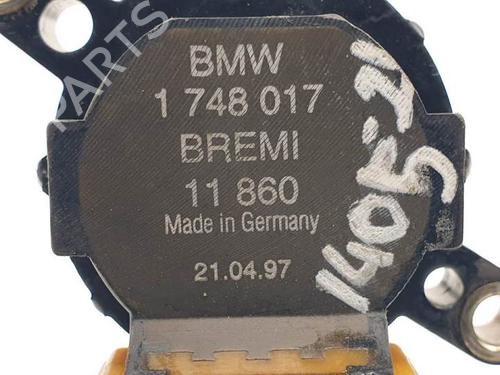 PARTS
BMW
1 748 017
BREMI
11 860
Made in Germany
21.04.97